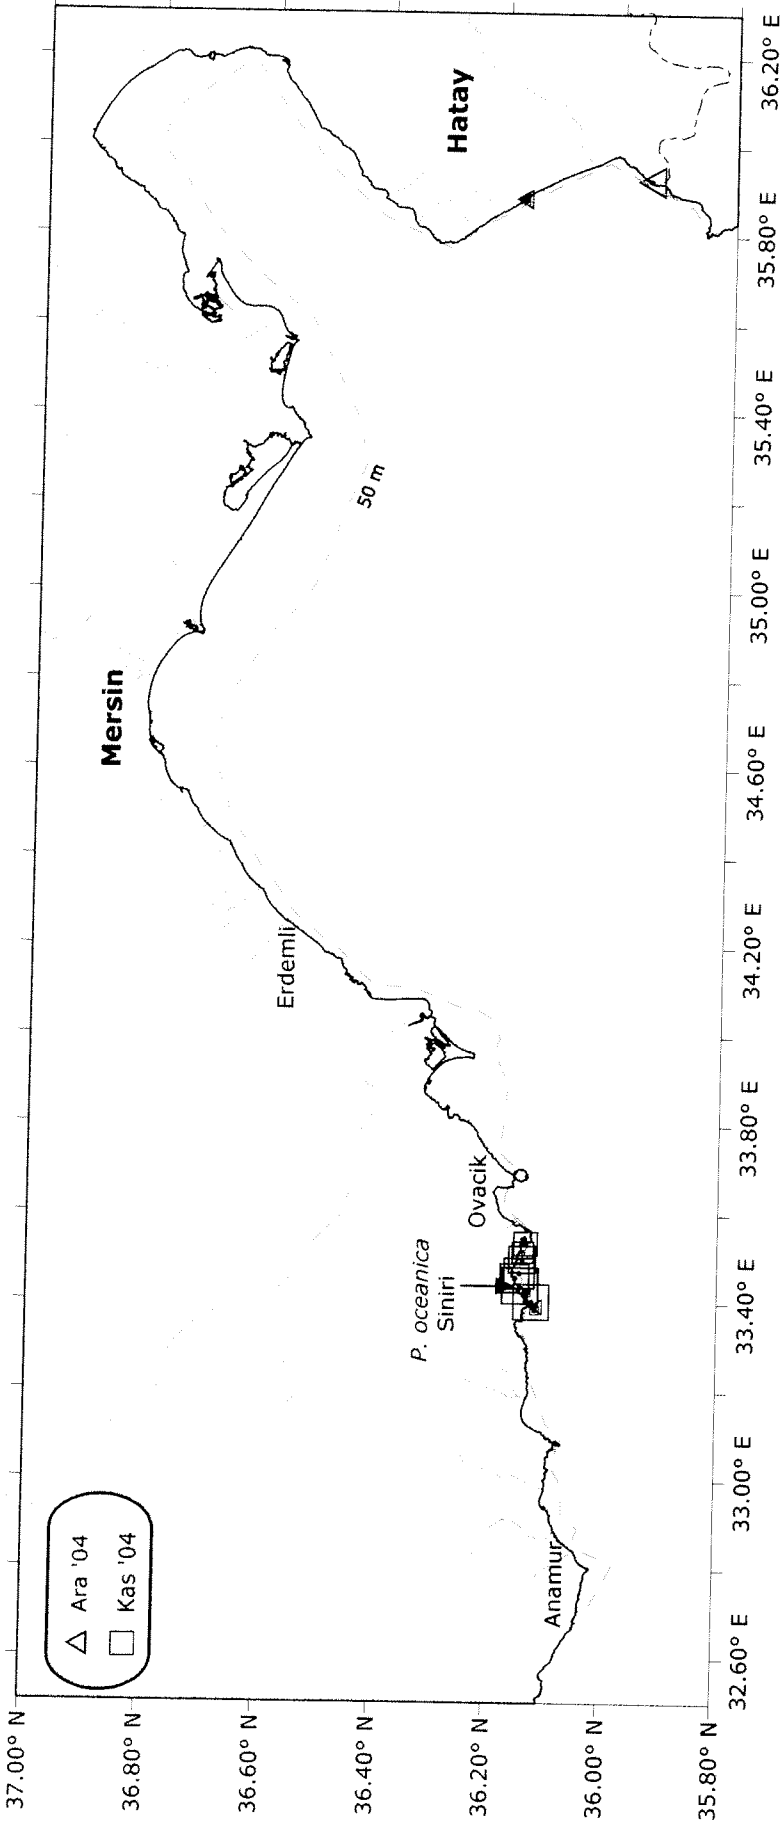 Ara '04
Kas '04
Mersin
Hatay
Erdemli
50 m
Ovacik
P. oceanica
Siniri
Anamur
37.00° N
36.80° N
36.60° N
36.40° N
36.20° N
36.00° N
35.80° N
32.60° E
33.00° E
33.40° E
33.80° E
34.20° E
34.60° E
35.00° E
35.40° E
35.80° E
36.20° E